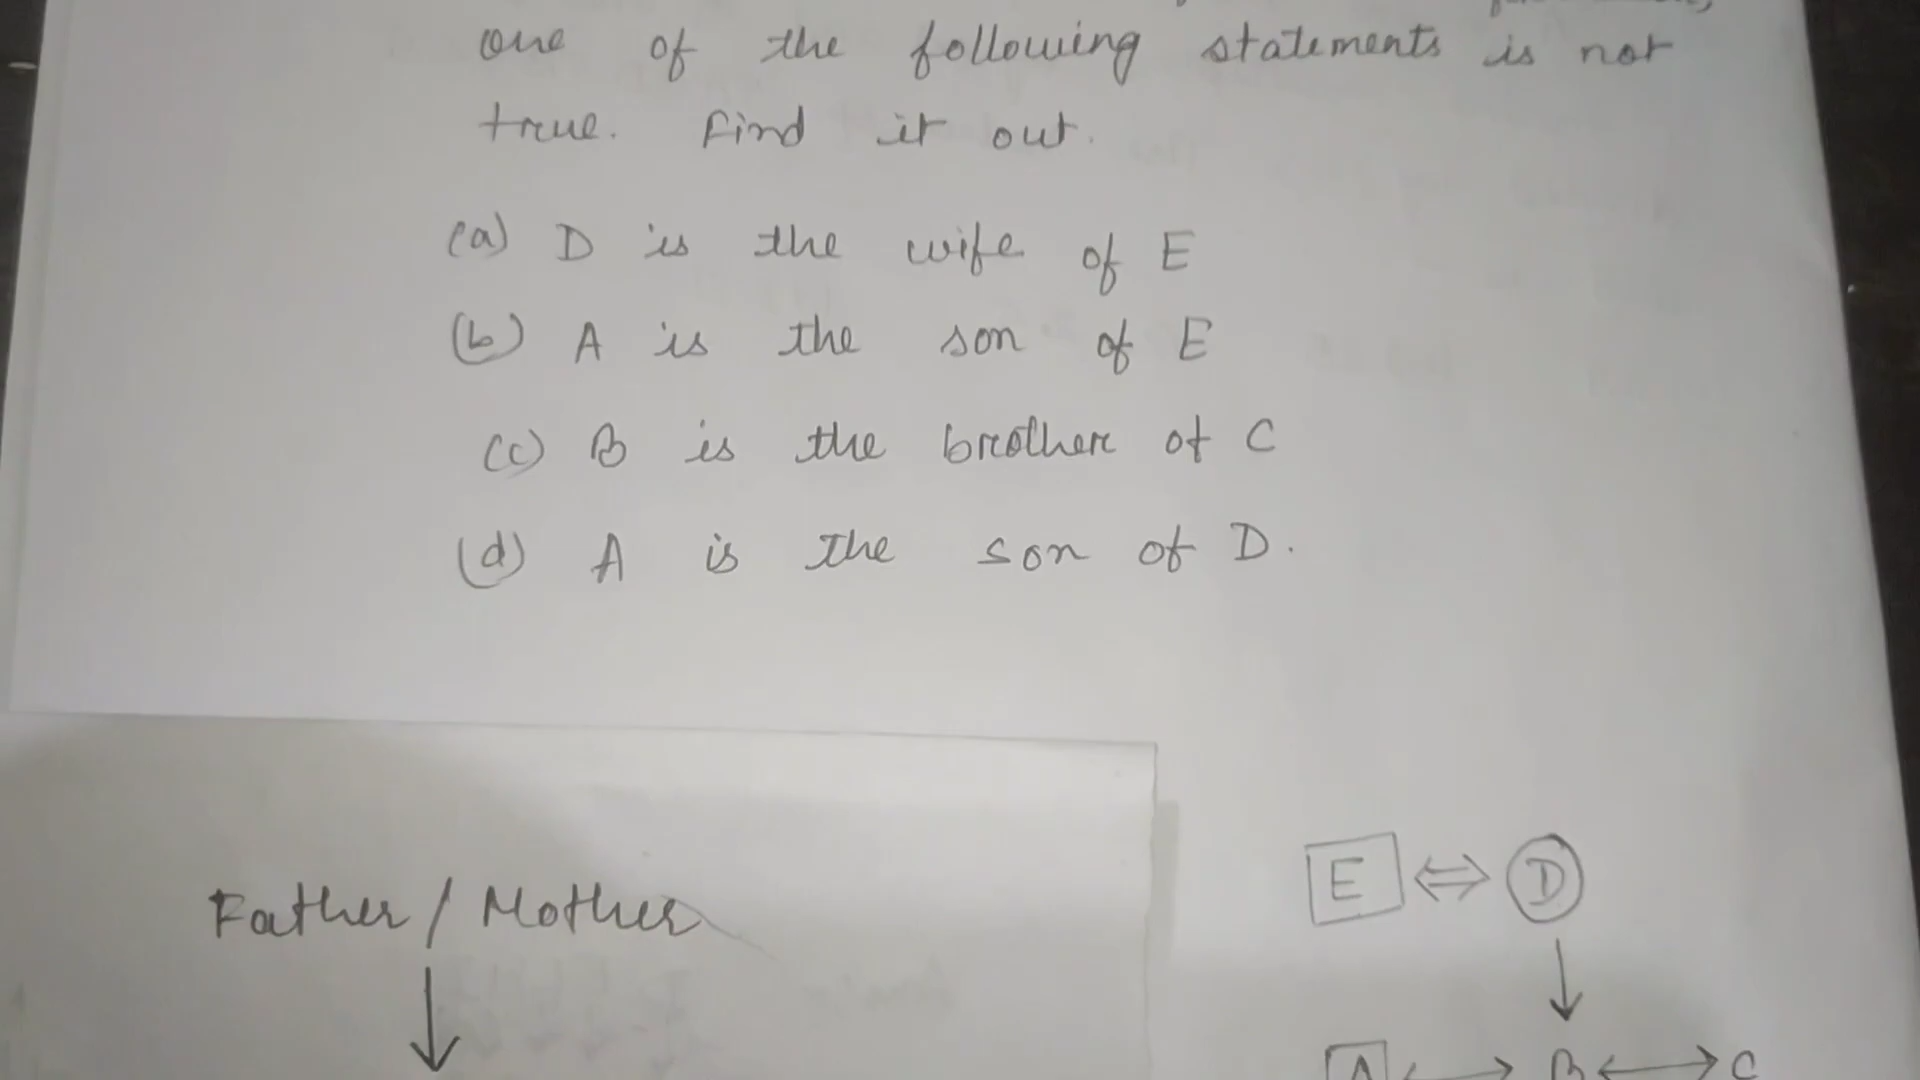 one of the following statements is not
true. Find it out.
(a) D is the wife of E
(b) A is the son of E
(c) B is the brother of C
(d) A is the son of D.
Father / Mother
E ⇔ D
A ↔ B ↔ C